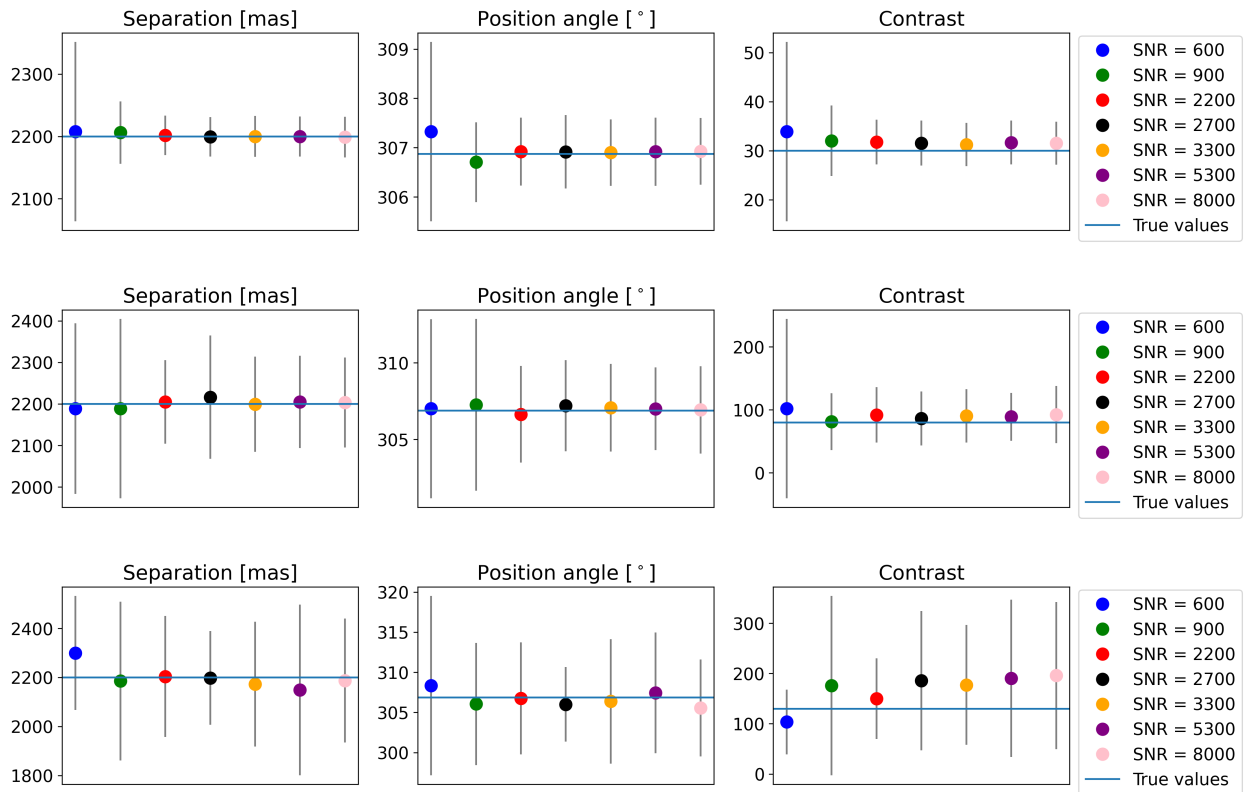 Separation [mas]
Position angle [°]
Contrast
2300
2200
2100
309
308
307
306
50
40
30
20
SNR = 600
SNR = 900
SNR = 2200
SNR = 2700
SNR = 3300
SNR = 5300
SNR = 8000
True values
Separation [mas]
Position angle [°]
Contrast
2400
2300
2200
2100
2000
310
305
200
100
0
SNR = 600
SNR = 900
SNR = 2200
SNR = 2700
SNR = 3300
SNR = 5300
SNR = 8000
True values
Separation [mas]
Position angle [°]
Contrast
2400
2200
2000
1800
320
315
310
305
300
300
200
100
0
SNR = 600
SNR = 900
SNR = 2200
SNR = 2700
SNR = 3300
SNR = 5300
SNR = 8000
True values